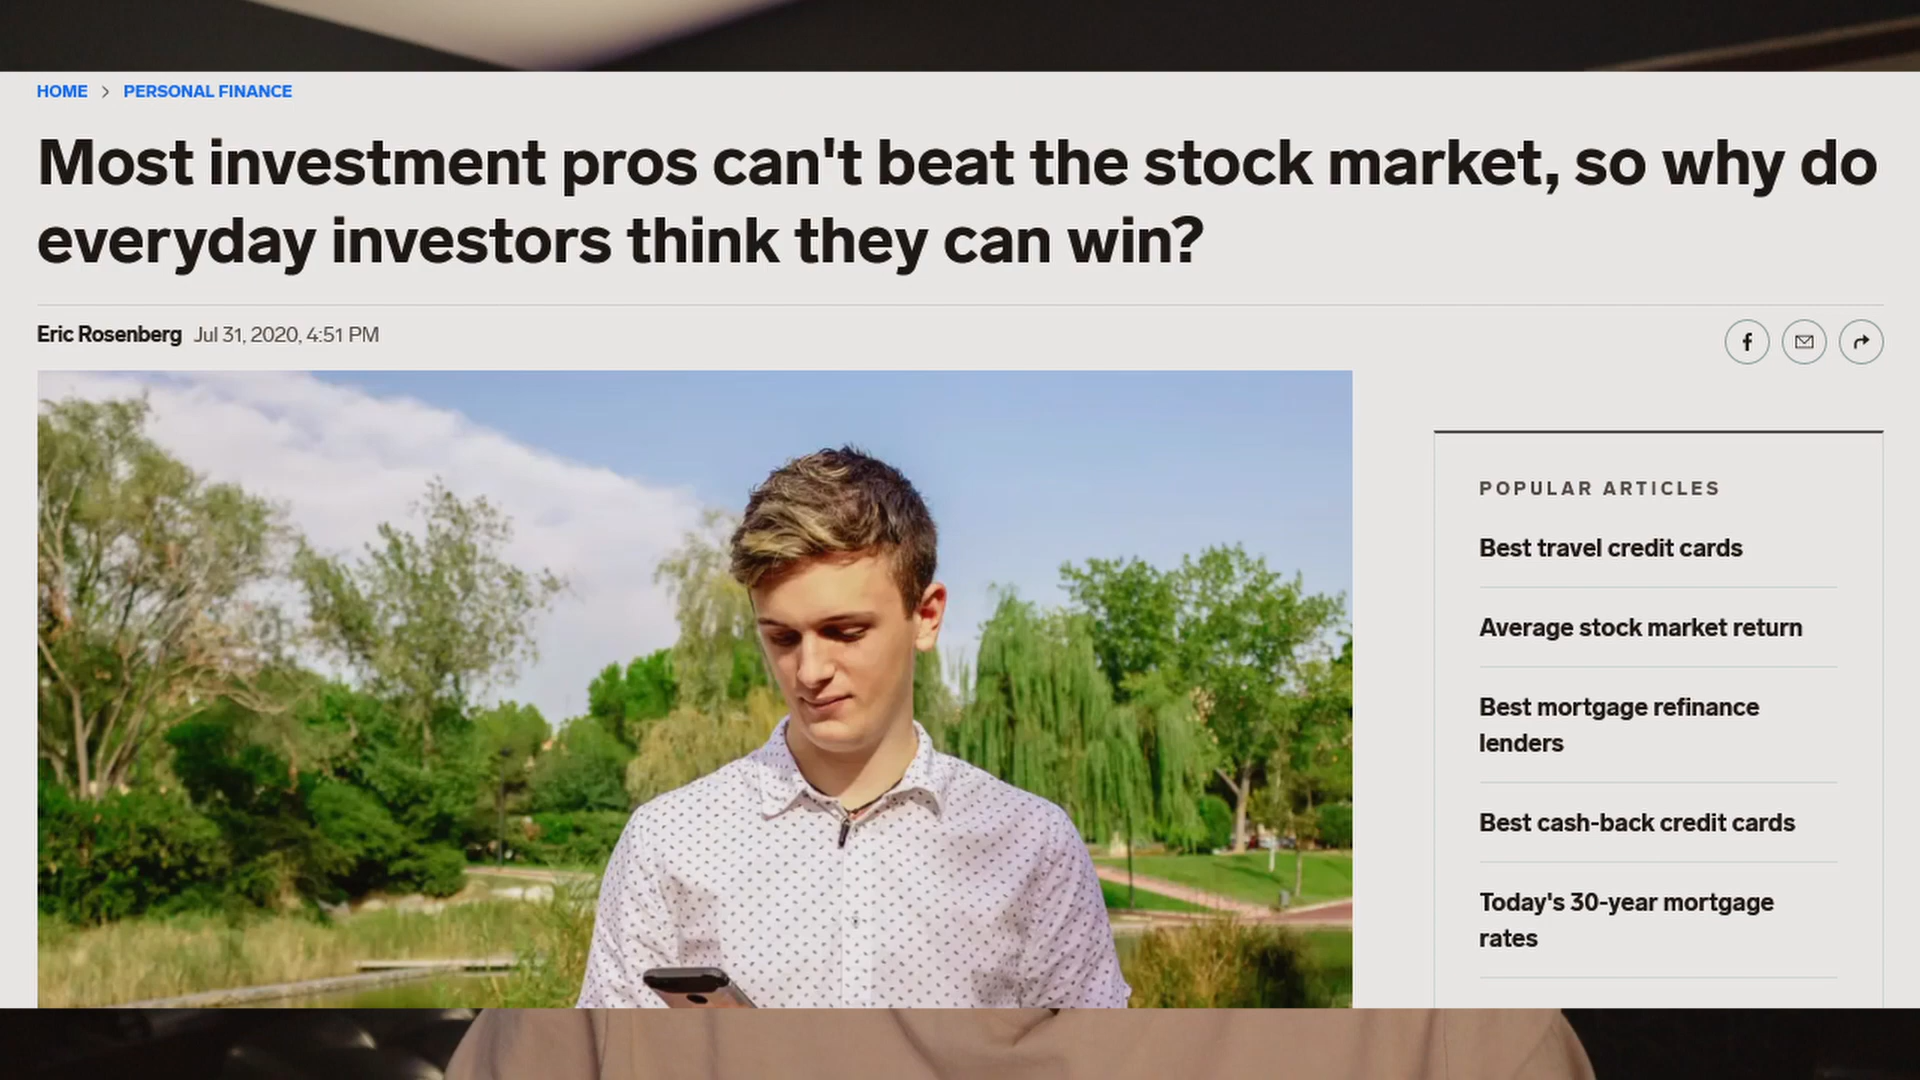 HOME > PERSONAL FINANCE
Most investment pros can't beat the stock market, so why do
everyday investors think they can win?
Eric Rosenberg Jul 31, 2020, 4:51 PM
POPULAR ARTICLES
Best travel credit cards
Average stock market return
Best mortgage refinance
lenders
Best cash-back credit cards
Today's 30-year mortgage
rates